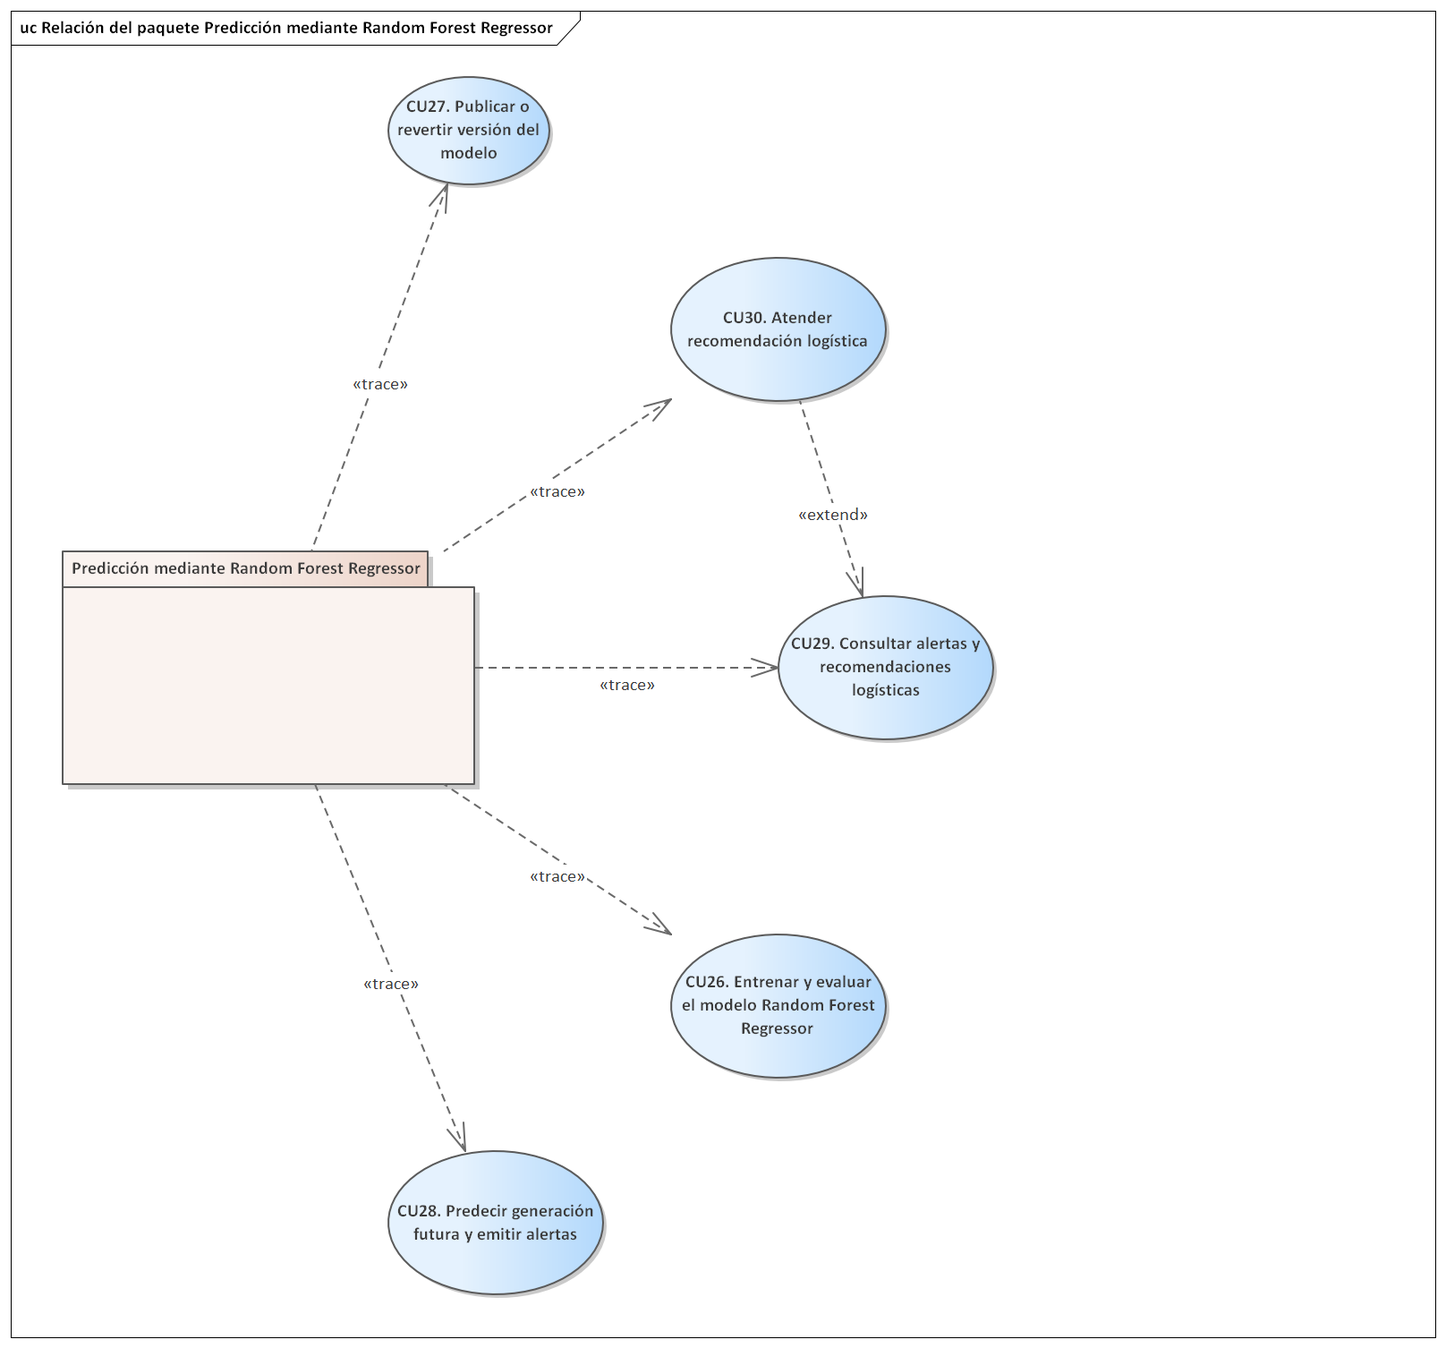 uc Relación del paquete Predicción mediante Random Forest Regressor
CU27. Publicar o
revertir versión del
modelo
CU30. Atender
recomendación logística
«trace»
«trace»
«extend»
Predicción mediante Random Forest Regressor
CU29. Consultar alertas y
recomendaciones
logísticas
«trace»
«trace»
CU26. Entrenar y evaluar
el modelo Random Forest
Regressor
«trace»
CU28. Predecir generación
futura y emitir alertas